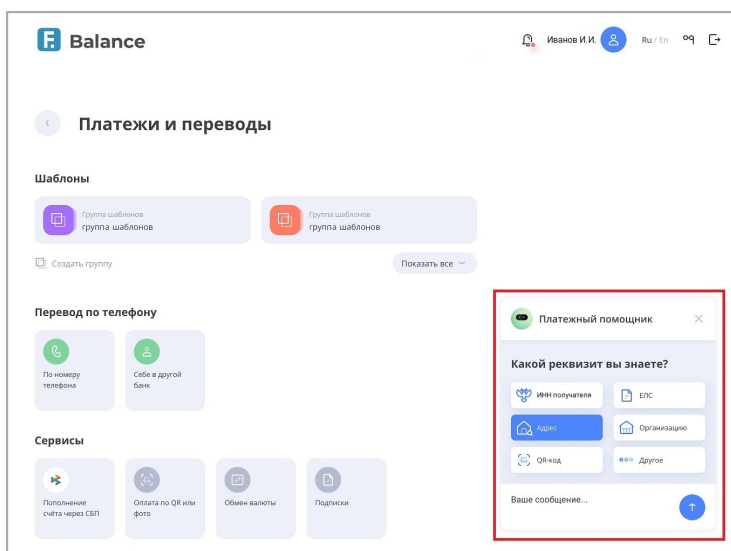 F. Balance
Иванов И.И.
Ru / En
Платежи и переводы
Шаблоны
Группа шаблонов
группа шаблонов
Группа шаблонов
группа шаблонов
Создать группу
Показать все
Перевод по телефону
По номеру
телефона
Себе в другой
банк
Сервисы
Пополнение
счёта через СБП
Оплата по QR или
фото
Обмен валюты
Подписки
Платежный помощник
Какой реквизит вы знаете?
ИНН получателя
ЕЛС
Адрес
Организацию
QR-код
Другое
Ваше сообщение...